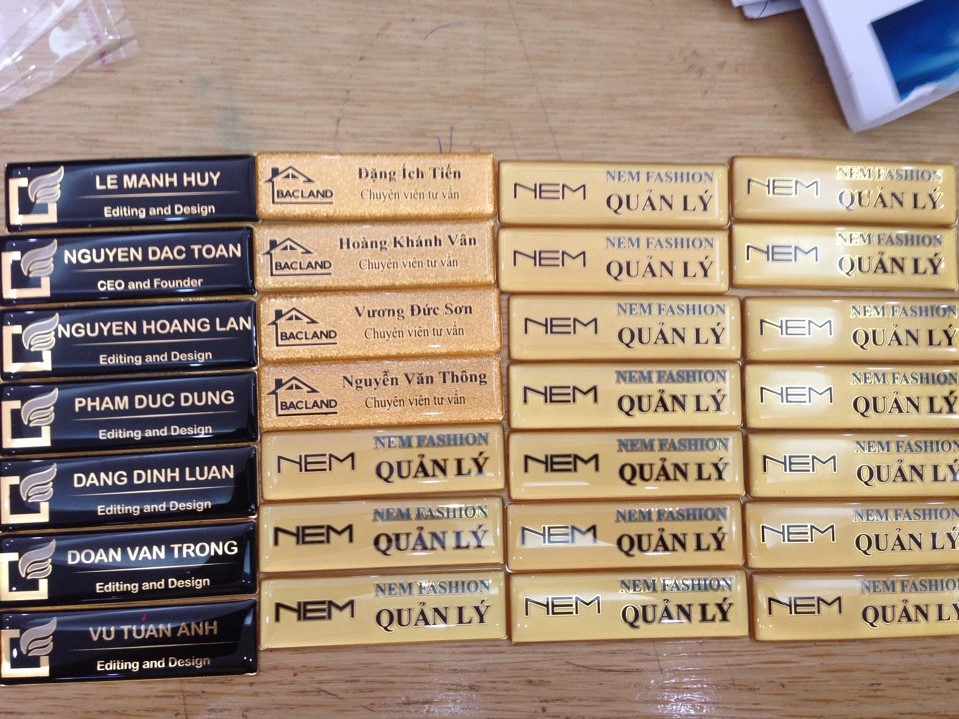 LE MANH HUY
Editing and Design
NGUYEN DAC TOAN
CEO and Founder
NGUYEN HOANG LAN
Editing and Design
PHAM DUC DUNG
Editing and Design
DANG DINH LUAN
Editing and Design
DOAN VAN TRONG
Editing and Design
VU TUAN ANH
Editing and Design
BACLAND
Đặng Ích Tiến
Chuyên viên tư vấn
BACLAND
Hoàng Khánh Vân
Chuyên viên tư vấn
BACLAND
Vương Đức Sơn
Chuyên viên tư vấn
BACLAND
Nguyễn Văn Thông
Chuyên viên tư vấn
NEM
NEM FASHION
QUẢN LÝ
NEM
NEM FASHION
QUẢN LÝ
NEM
NEM FASHION
QUẢN LÝ
NEM
NEM FASHION
QUẢN LÝ
NEM
NEM FASHION
QUẢN LÝ
NEM
NEM FASHION
QUẢN LÝ
NEM
NEM FASHION
QUẢN LÝ
NEM
NEM FASHION
QUẢN LÝ
NEM
NEM FASHION
QUẢN LÝ
NEM
NEM FASHION
QUẢN LÝ
NEM
NEM FASHION
QUẢN LÝ
NEM
NEM FASHION
QUẢN LÝ
NEM
NEM FASHION
QUẢN LÝ
NEM
NEM FASHION
QUẢN LÝ
NEM
NEM FASHION
QUẢN LÝ
NEM
NEM FASHION
QUẢN LÝ
NEM
NEM FASHION
QUẢN LÝ